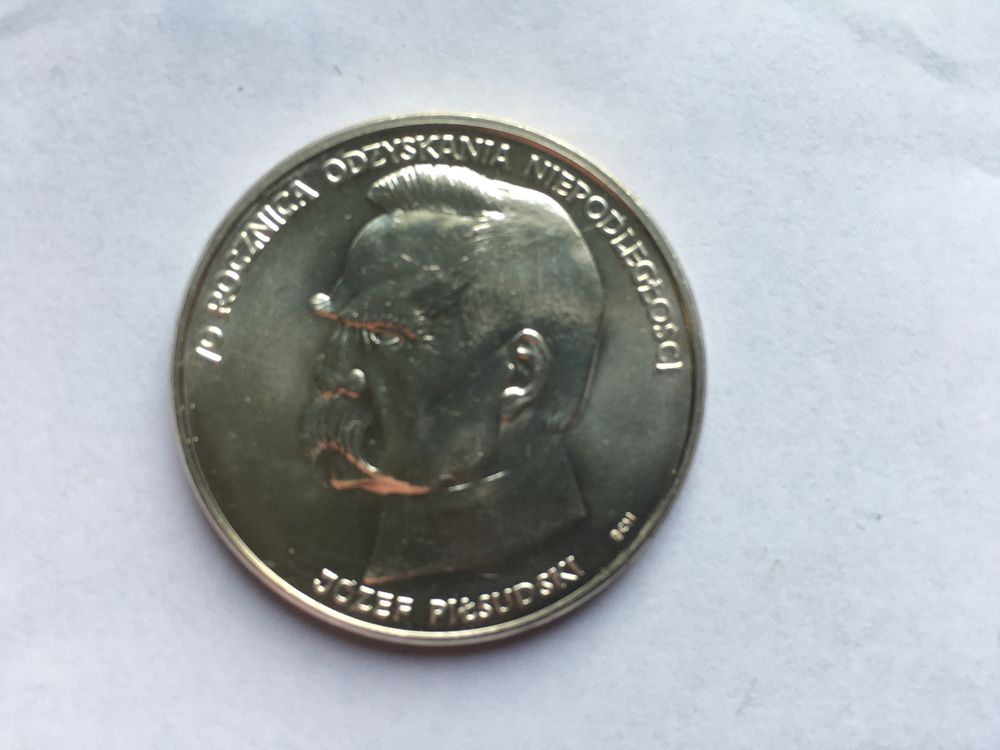 70 ROCZNICA ODZYSKANIA NIEPODLEGŁOŚCI
JÓZEF PIŁSUDSKI